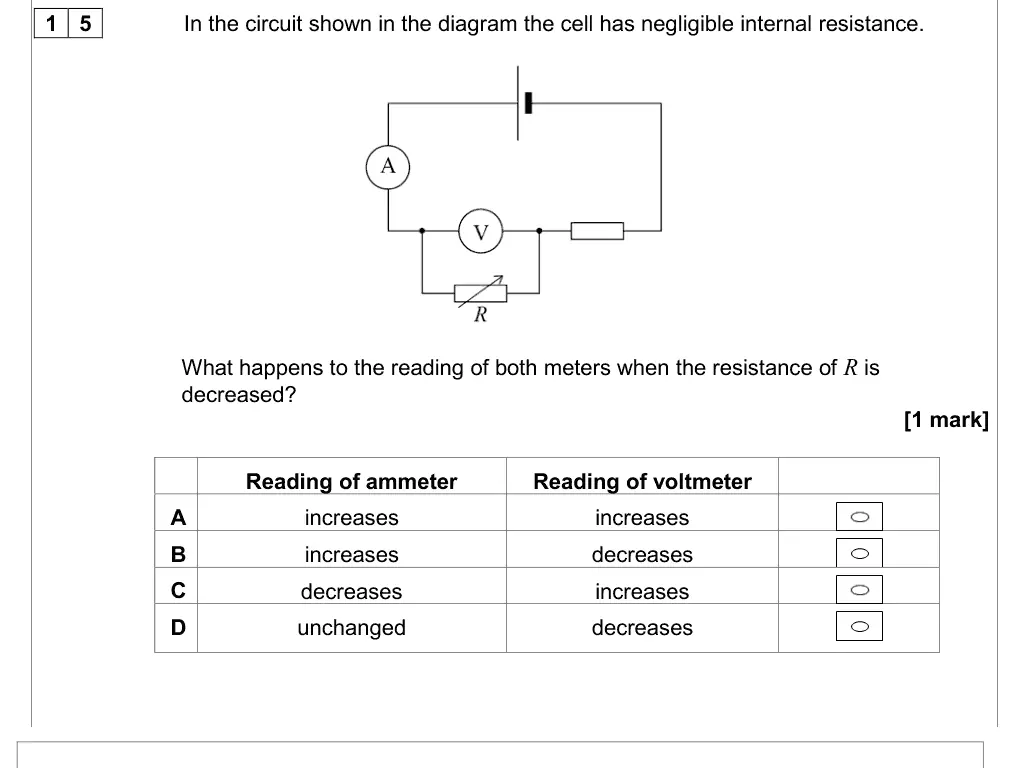 1 5 In the circuit shown in the diagram the cell has negligible internal resistance.
A
V
R
What happens to the reading of both meters when the resistance of R is
decreased?
[1 mark]
Reading of ammeter Reading of voltmeter
A increases increases
B increases decreases
C decreases increases
D unchanged decreases